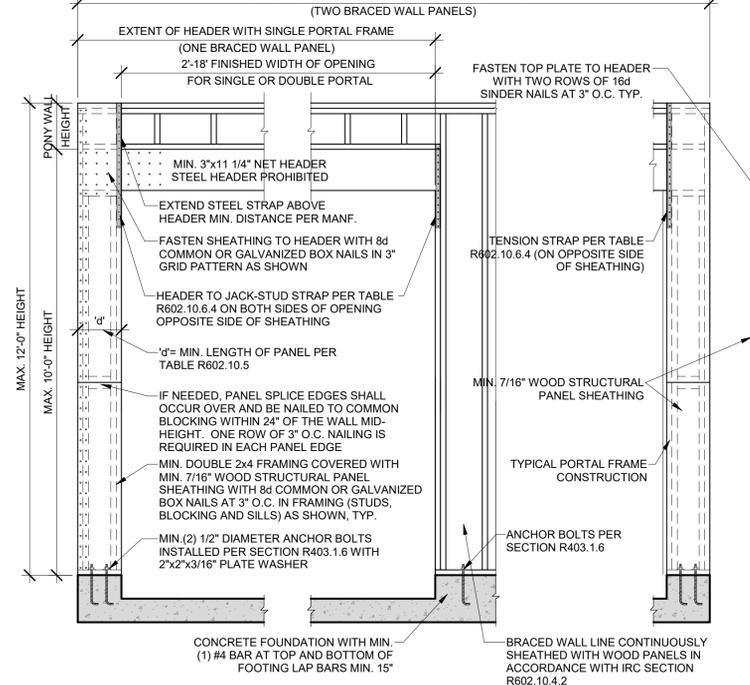 (TWO BRACED WALL PANELS)
EXTENT OF HEADER WITH SINGLE PORTAL FRAME
(ONE BRACED WALL PANEL)
2'-18' FINISHED WIDTH OF OPENING
FOR SINGLE OR DOUBLE PORTAL
FASTEN TOP PLATE TO HEADER
WITH TWO ROWS OF 16d
SINDER NAILS AT 3" O.C. TYP.
PONY WALL
HEIGHT
MIN. 3"x11 1/4" NET HEADER
STEEL HEADER PROHIBITED
EXTEND STEEL STRAP ABOVE
HEADER MIN. DISTANCE PER MANF.
FASTEN SHEATHING TO HEADER WITH 8d
COMMON OR GALVANIZED BOX NAILS IN 3"
GRID PATTERN AS SHOWN
TENSION STRAP PER TABLE
R602.10.6.4 (ON OPPOSITE SIDE
OF SHEATHING)
HEADER TO JACK-STUD STRAP PER TABLE
R602.10.6.4 ON BOTH SIDES OF OPENING
OPPOSITE SIDE OF SHEATHING
MAX. 12'-0" HEIGHT
MAX. 10'-0" HEIGHT
'd'
'd'= MIN. LENGTH OF PANEL PER
TABLE R602.10.5
MIN. 7/16" WOOD STRUCTURAL
PANEL SHEATHING
IF NEEDED, PANEL SPLICE EDGES SHALL
OCCUR OVER AND BE NAILED TO COMMON
BLOCKING WITHIN 24" OF THE WALL MID-
HEIGHT. ONE ROW OF 3" O.C. NAILING IS
REQUIRED IN EACH PANEL EDGE
MIN. DOUBLE 2x4 FRAMING COVERED WITH
MIN. 7/16" WOOD STRUCTURAL PANEL
SHEATHING WITH 8d COMMON OR GALVANIZED
BOX NAILS AT 3" O.C. IN FRAMING (STUDS,
BLOCKING AND SILLS) AS SHOWN, TYP.
TYPICAL PORTAL FRAME
CONSTRUCTION
MIN.(2) 1/2" DIAMETER ANCHOR BOLTS
INSTALLED PER SECTION R403.1.6 WITH
2"x2"x3/16" PLATE WASHER
ANCHOR BOLTS PER
SECTION R403.1.6
CONCRETE FOUNDATION WITH MIN.
(1) #4 BAR AT TOP AND BOTTOM OF
FOOTING LAP BARS MIN. 15"
BRACED WALL LINE CONTINUOUSLY
SHEATHED WITH WOOD PANELS IN
ACCORDANCE WITH IRC SECTION
R602.10.4.2